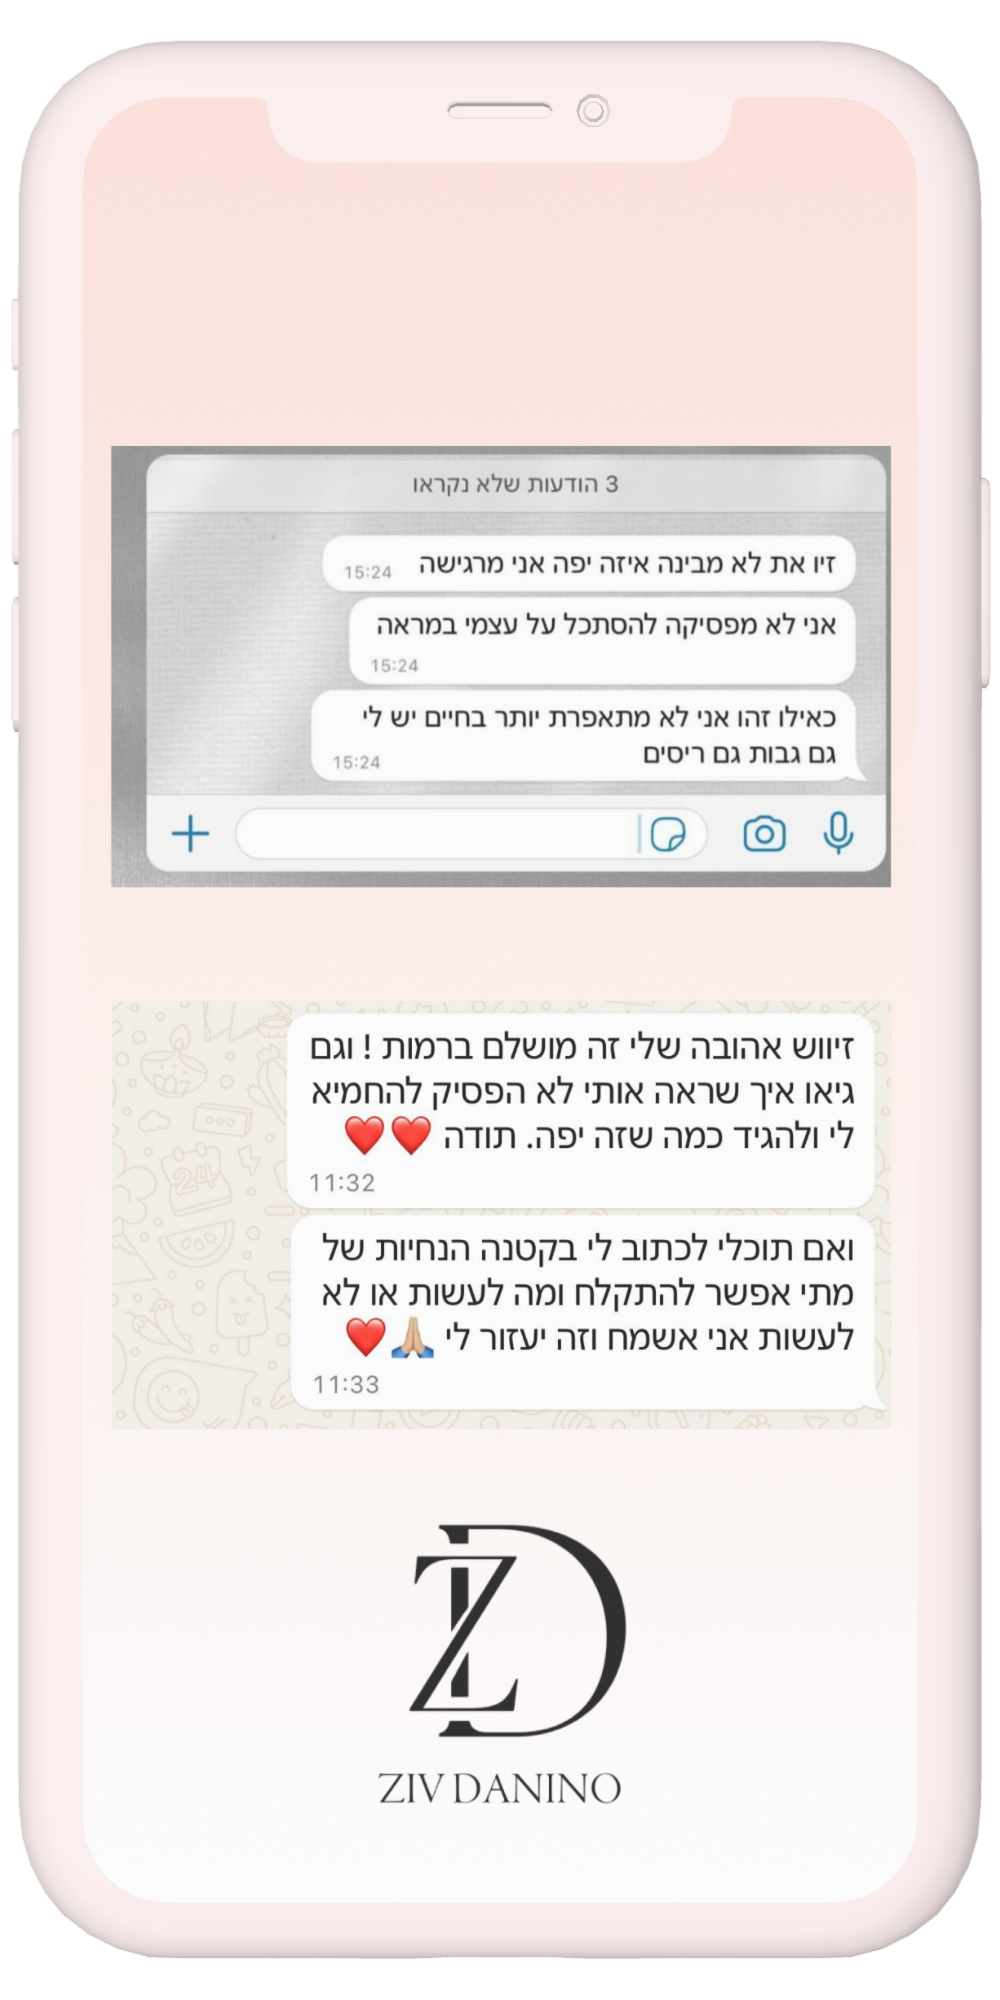 3 הודעות שלא נקראו
זיו את לא מבינה איזה יפה אני מרגישה
15:24
אני לא מפסיקה להסתכל על עצמי במראה
15:24
כאילו זהו אני לא מתאפרת יותר בחיים יש לי
גם גבות גם ריסים
15:24
זיווש אהובה שלי זה מושלם ברמות ! וגם
גיאו איך שראה אותי לא הפסיק להחמיא
לי ולהגיד כמה שזה יפה. תודה ❤️❤️
11:32
ואם תוכלי לכתוב לי בקטנה הנחיות של
מתי אפשר להתקלח ומה לעשות או לא
לעשות אני אשמח וזה יעזור לי 🙏🏼❤️
11:33
24
ZD
ZIV DANINO